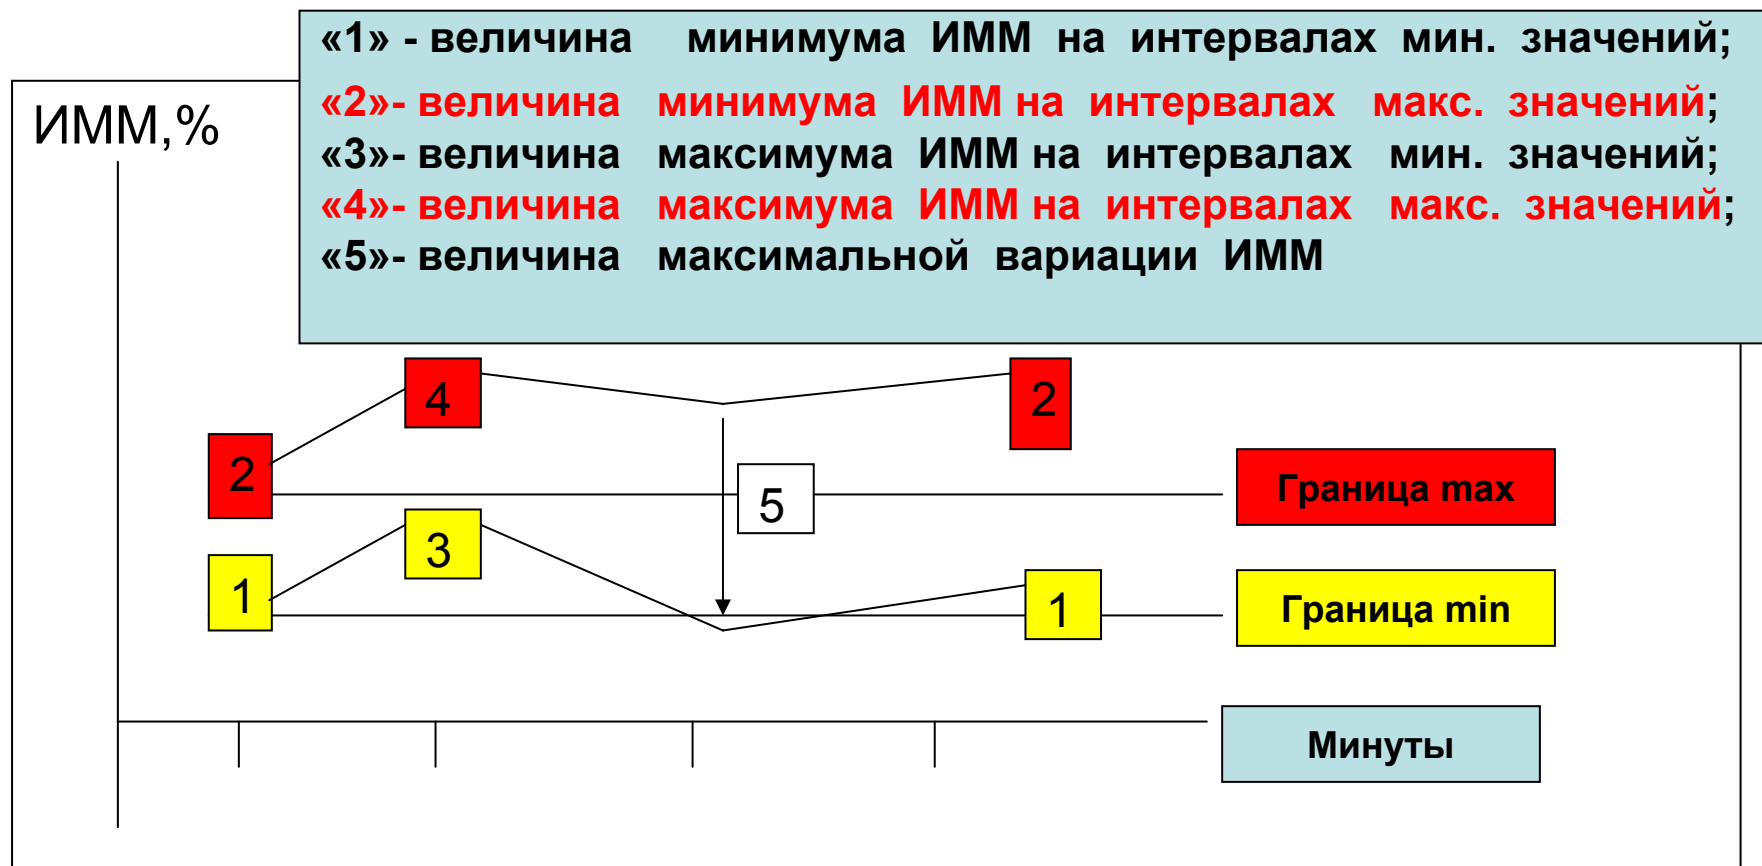 «1» - величина минимума ИММ на интервалах мин. значений;
«2»- величина минимума ИММ на интервалах макс. значений;
«3»- величина максимума ИММ на интервалах мин. значений;
«4»- величина максимума ИММ на интервалах макс. значений;
«5»- величина максимальной вариации ИММ
ИММ,%
4
2
2
5
Граница max
3
1
1
Граница min
Минуты